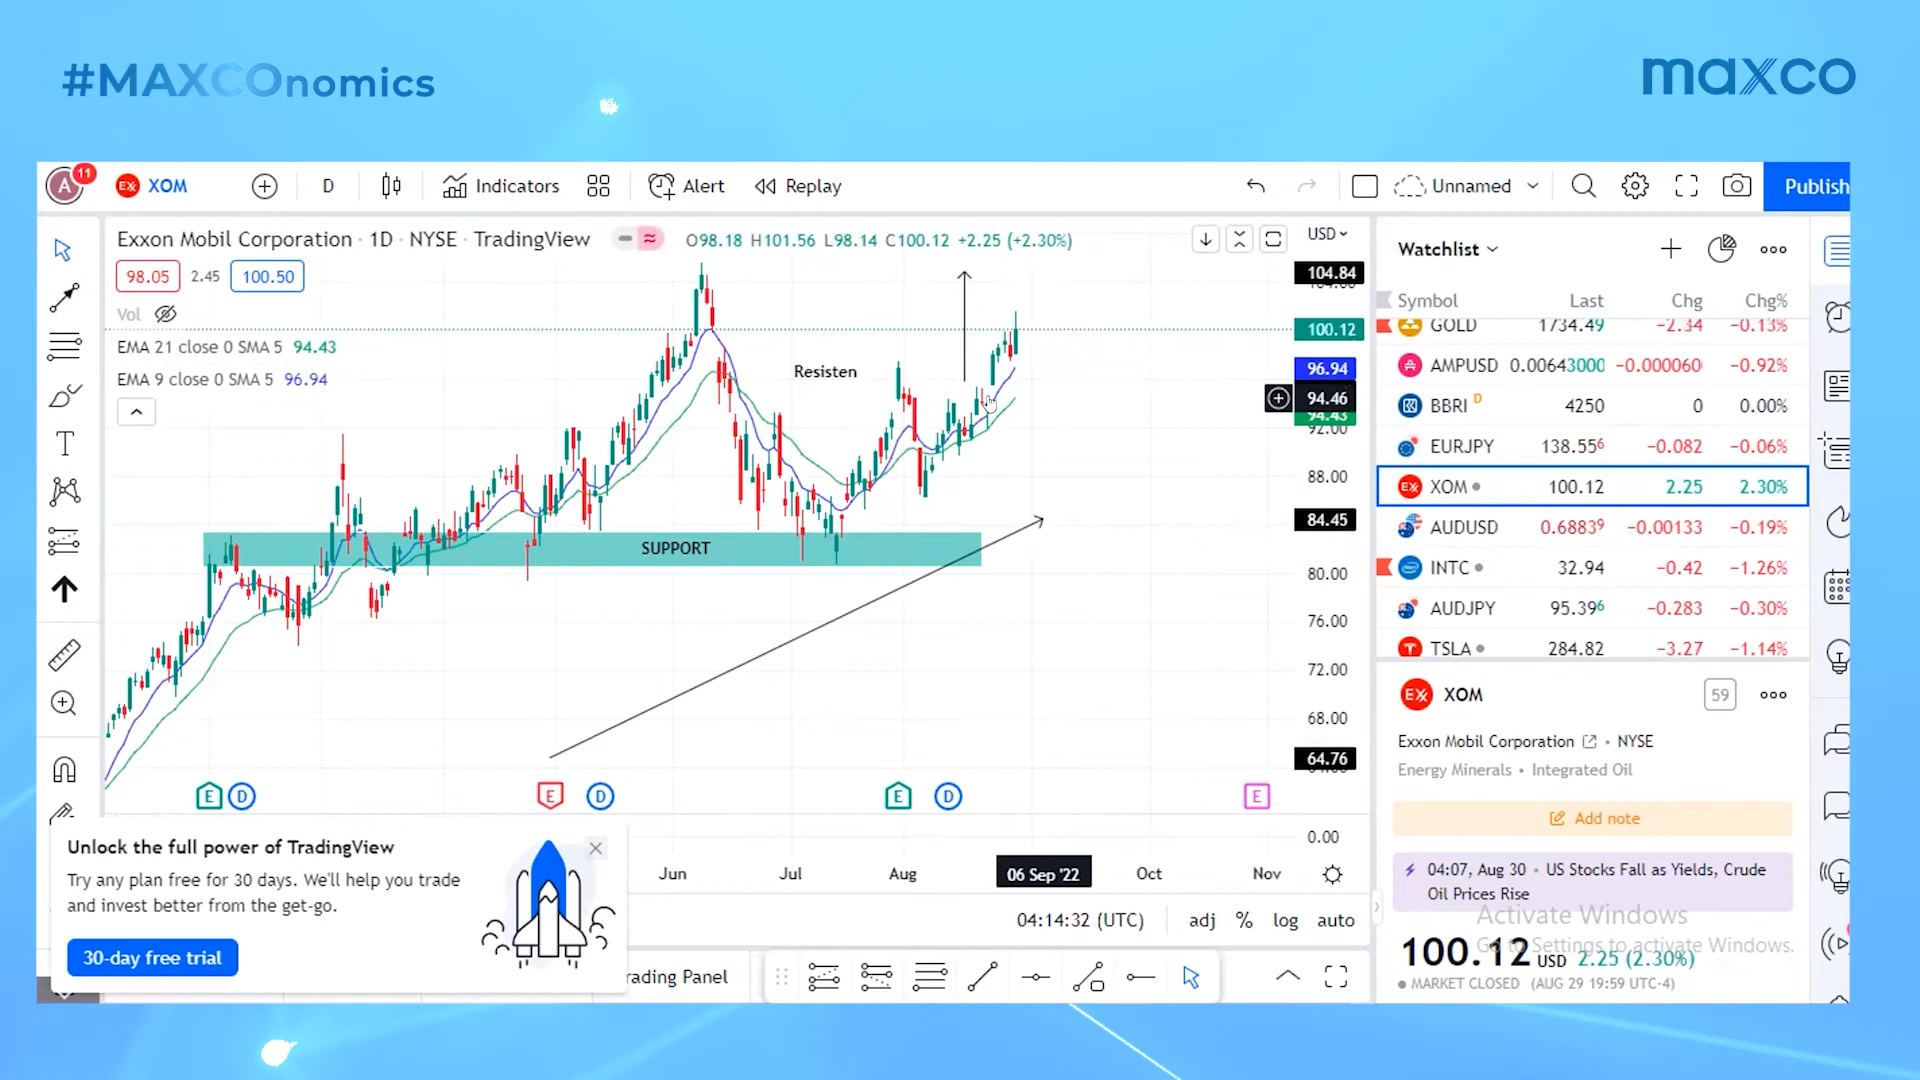 #MAXCOnomics
maxco
A 11 XOM D Indicators Alert Replay Unnamed Publish
Exxon Mobil Corporation · 1D · NYSE · TradingView O98.18 H101.56 L98.14 C100.12 +2.25 (+2.30%)
98.05 2.45 100.50
Vol
EMA 21 close 0 SMA 5 94.43
EMA 9 close 0 SMA 5 96.94
Resisten
SUPPORT
USD
104.84
100.12
96.94
94.46
94.43
92.00
88.00
84.45
80.00
76.00
72.00
68.00
64.76
0.00
E D E D E D E
Jun Jul Aug 06 Sep '22 Oct Nov
04:14:32 (UTC) adj % log auto
Unlock the full power of TradingView
Try any plan free for 30 days. We'll help you trade
and invest better from the get-go.
30-day free trial
rading Panel
Watchlist
Symbol Last Chg Chg%
GOLD 1734.49 −2.34 −0.13%
AMPUSD 0.00643000 −0.000060 −0.92%
BBRI D 4250 0 0.00%
EURJPY 138.556 −0.082 −0.06%
XOM 100.12 2.25 2.30%
AUDUSD 0.68839 −0.00133 −0.19%
INTC 32.94 −0.42 −1.26%
AUDJPY 95.396 −0.283 −0.30%
TSLA 284.82 −3.27 −1.14%
XOM 59
Exxon Mobil Corporation · NYSE
Energy Minerals · Integrated Oil
Add note
04:07, Aug 30 · US Stocks Fall as Yields, Crude
Oil Prices Rise
Activate Windows
Go to Settings to activate Windows.
100.12 USD 2.25 (2.30%)
MARKET CLOSED (AUG 29 19:59 UTC-4)